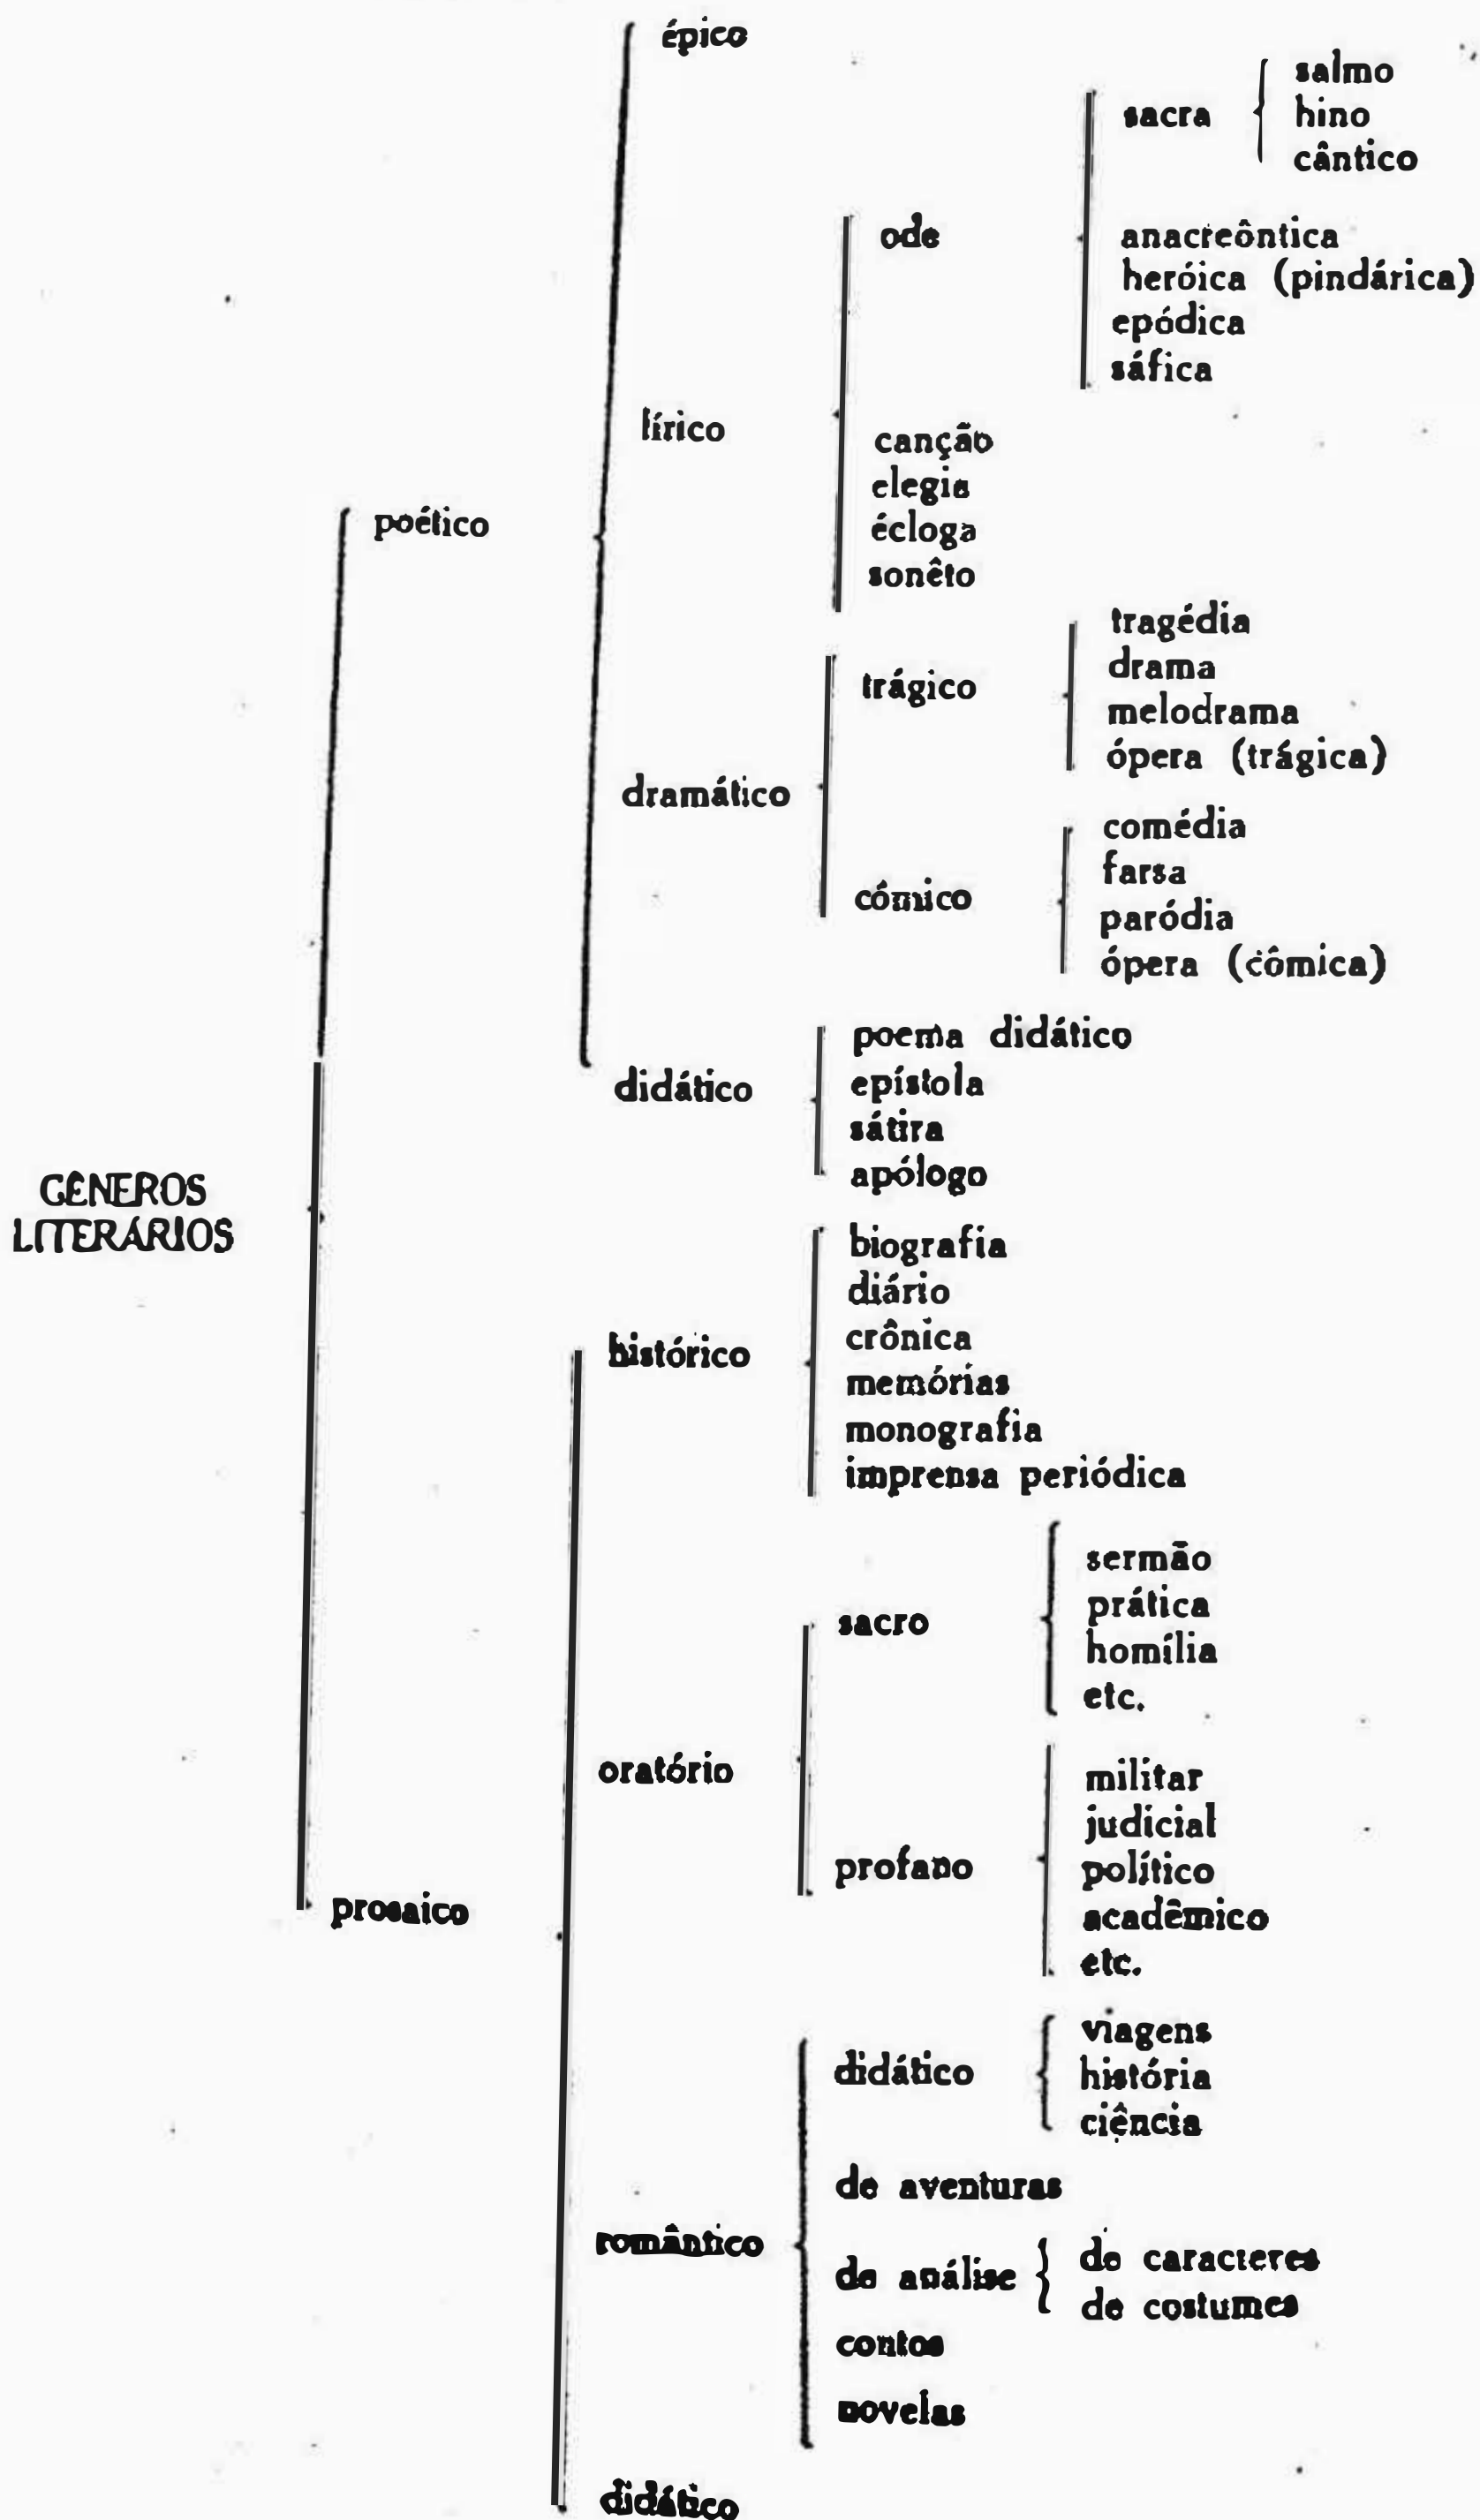 épico
sacra
salmo
hino
cântico
ode
anacreôntica
heróica (pindárica)
epódica
sáfica
lírico
canção
elegia
écloga
sonêto
poético
trágico
tragédia
drama
melodrama
ópera (trágica)
dramático
cómico
comédia
farsa
paródia
ópera (cômica)
didático
poema didático
epístola
sátira
apólogo
GÊNEROS
LITERÁRIOS
histórico
biografia
diário
crônica
memórias
monografia
imprensa periódica
sacro
sermão
prática
homília
etc.
oratório
profano
militar
judicial
político
acadêmico
etc.
prosaico
didático
viagens
história
ciência
de aventuras
romântico
de análise
de caracteres
de costumes
contos
novelas
didático